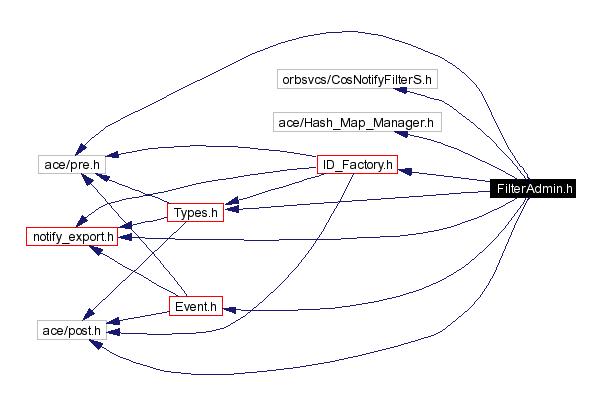 orbsvcs/CosNotifyFilterS.h
ace/Hash_Map_Manager.h
ace/pre.h
ID_Factory.h
FilterAdmin.h
Types.h
notify_export.h
Event.h
ace/post.h